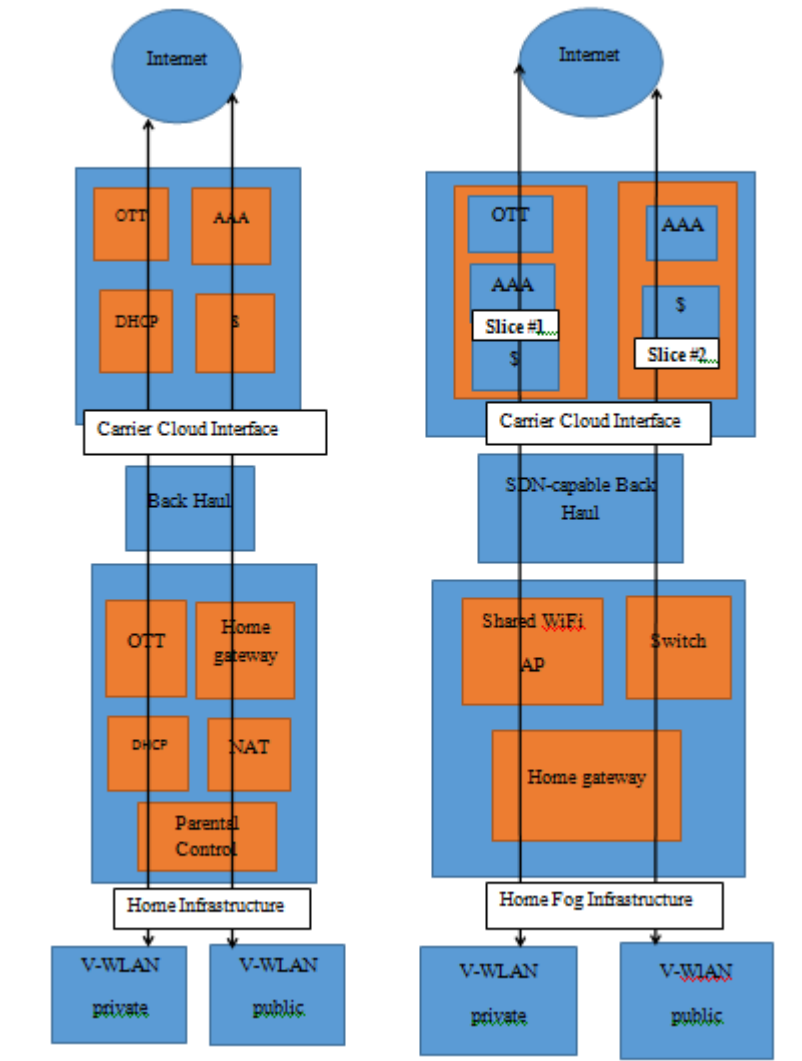 Internet
OTT
AAA
DHCP
$
Carrier Cloud Interface
Back Haul
OTT
Home
gateway
DHCP
NAT
Parental
Control
Home Infrastructure
V-WLAN
private
V-WLAN
public
Internet
OTT
AAA
Slice #1
$
AAA
$
Slice #2
Carrier Cloud Interface
SDN-capable Back
Haul
Shared WiFi
AP
Switch
Home gateway
Home Fog Infrastructure
V-WLAN
private
V-WlAN
public